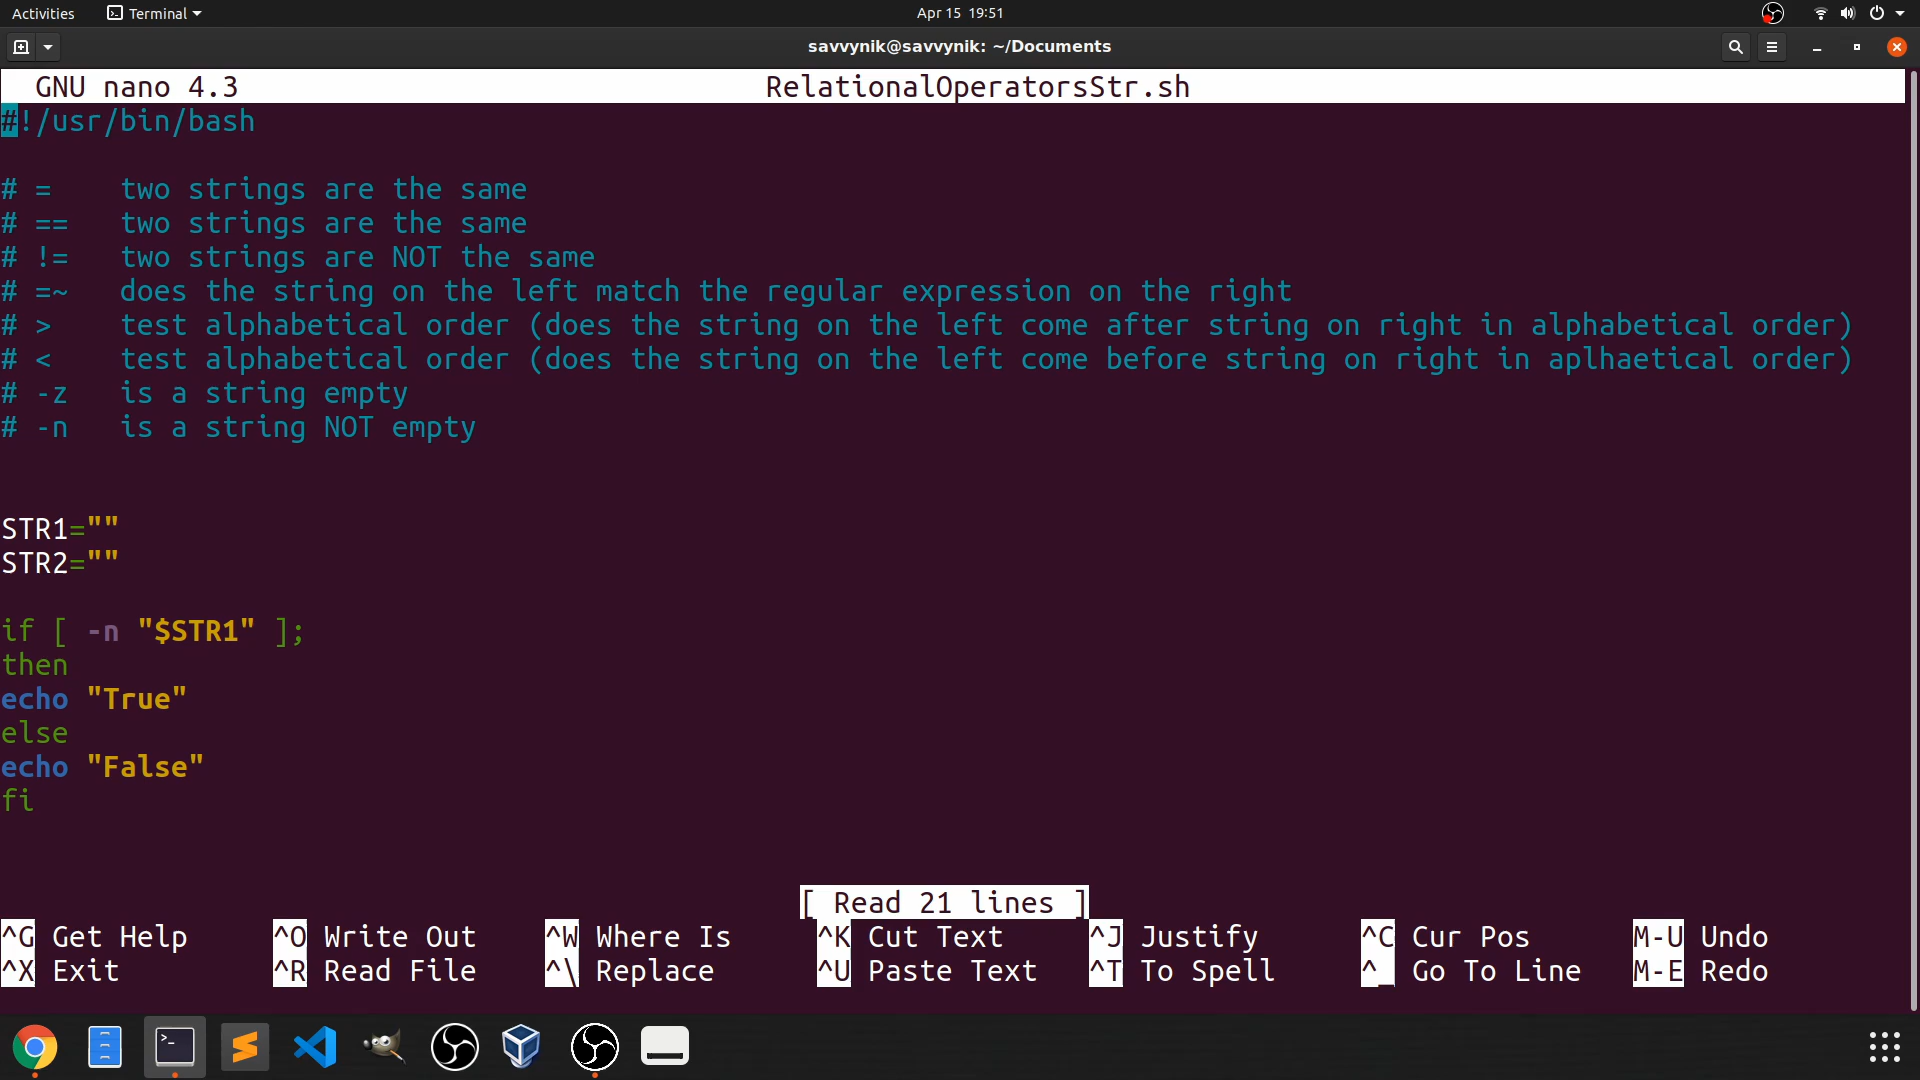 Activities Terminal Apr 15 19:51
savvynik@savvynik: ~/Documents
GNU nano 4.3 RelationalOperatorsStr.sh
#!/usr/bin/bash
# = two strings are the same
# == two strings are the same
# != two strings are NOT the same
# =~ does the string on the left match the regular expression on the right
# > test alphabetical order (does the string on the left come after string on right in alphabetical order)
# < test alphabetical order (does the string on the left come before string on right in aplhaetical order)
# -z is a string empty
# -n is a string NOT empty
STR1=""
STR2=""
if [ -n "$STR1" ];
then
echo "True"
else
echo "False"
fi
[ Read 21 lines ]
^G Get Help ^O Write Out ^W Where Is ^K Cut Text ^J Justify ^C Cur Pos M-U Undo
^X Exit ^R Read File ^\ Replace ^U Paste Text ^T To Spell ^_ Go To Line M-E Redo